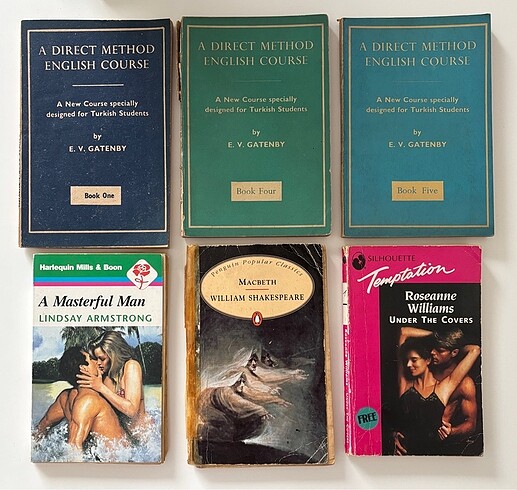 A DIRECT METHOD
ENGLISH COURSE
A New Course specially
designed for Turkish Students
by
E. V. GATENBY
Book One
A DIRECT METHOD
ENGLISH COURSE
A New Course specially
designed for Turkish Students
by
E. V. GATENBY
Book Four
A DIRECT METHOD
ENGLISH COURSE
A New Course specially
designed for Turkish Students
by
E. V. GATENBY
Book Five
Harlequin Mills & Boon
A Masterful Man
LINDSAY ARMSTRONG
Penguin Popular Classics
MACBETH
WILLIAM SHAKESPEARE
SILHOUETTE
Temptation
Roseanne
Williams
UNDER THE COVERS
FREE